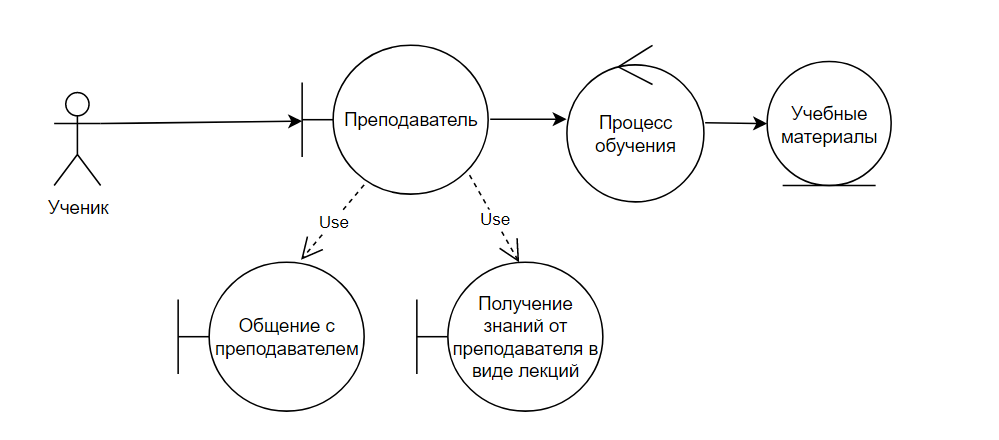 Ученик
Преподаватель
Процесс
обучения
Учебные
материалы
Use
Use
Общение с
преподавателем
Получение
знаний от
преподавателя в
виде лекций